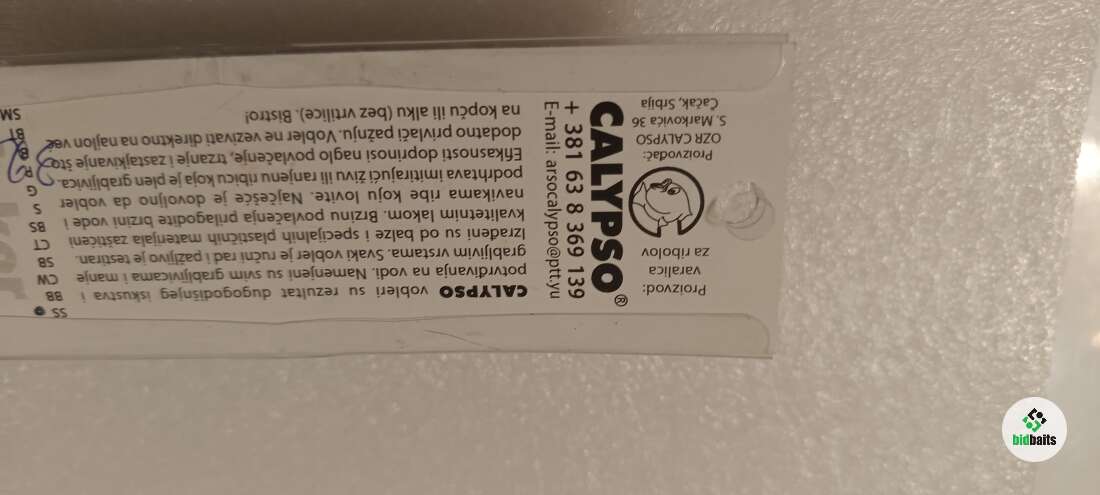 Proizvod:
varalica
za ribolov
Proizvođač:
OZR CALYPSO
S. Markovića 36
Čačak, Srbija
CALYPSO®
+ 381 63 8 369 139
E-mail: arsocalypso@ptt.yu
CALYPSO vobleri su rezultat dugogodišnjeg iskustva i
potvrđivanja na vodi. Namenjeni su svim grabljivicama i manje
grabljivim vrstama. Svaki vobler je ručni rad i pažljivo je testiran.
Izrađeni su od balze i specijalnih plastičnih materijala zaštićeni
kvalitetnim lakom. Brzinu povlačenja prilagodite brzini vode i
navikama ribe koju lovite. Najčešće je dovoljno da vobler
podrhtava imitirajući živu ili ranjenu ribicu koja je plen grabljivica.
Efikasnosti doprinosi naglo povlačenje, trzanje i zastajkivanje što
dodatno privlači pažnju. Vobler ne vezivati direktno na najlon već
na kopču ili alku (bez vrtilice). Bistro!
SS
BB
CW
SB
CT
BS
S
G
P
B
BT
SM
bidbaits